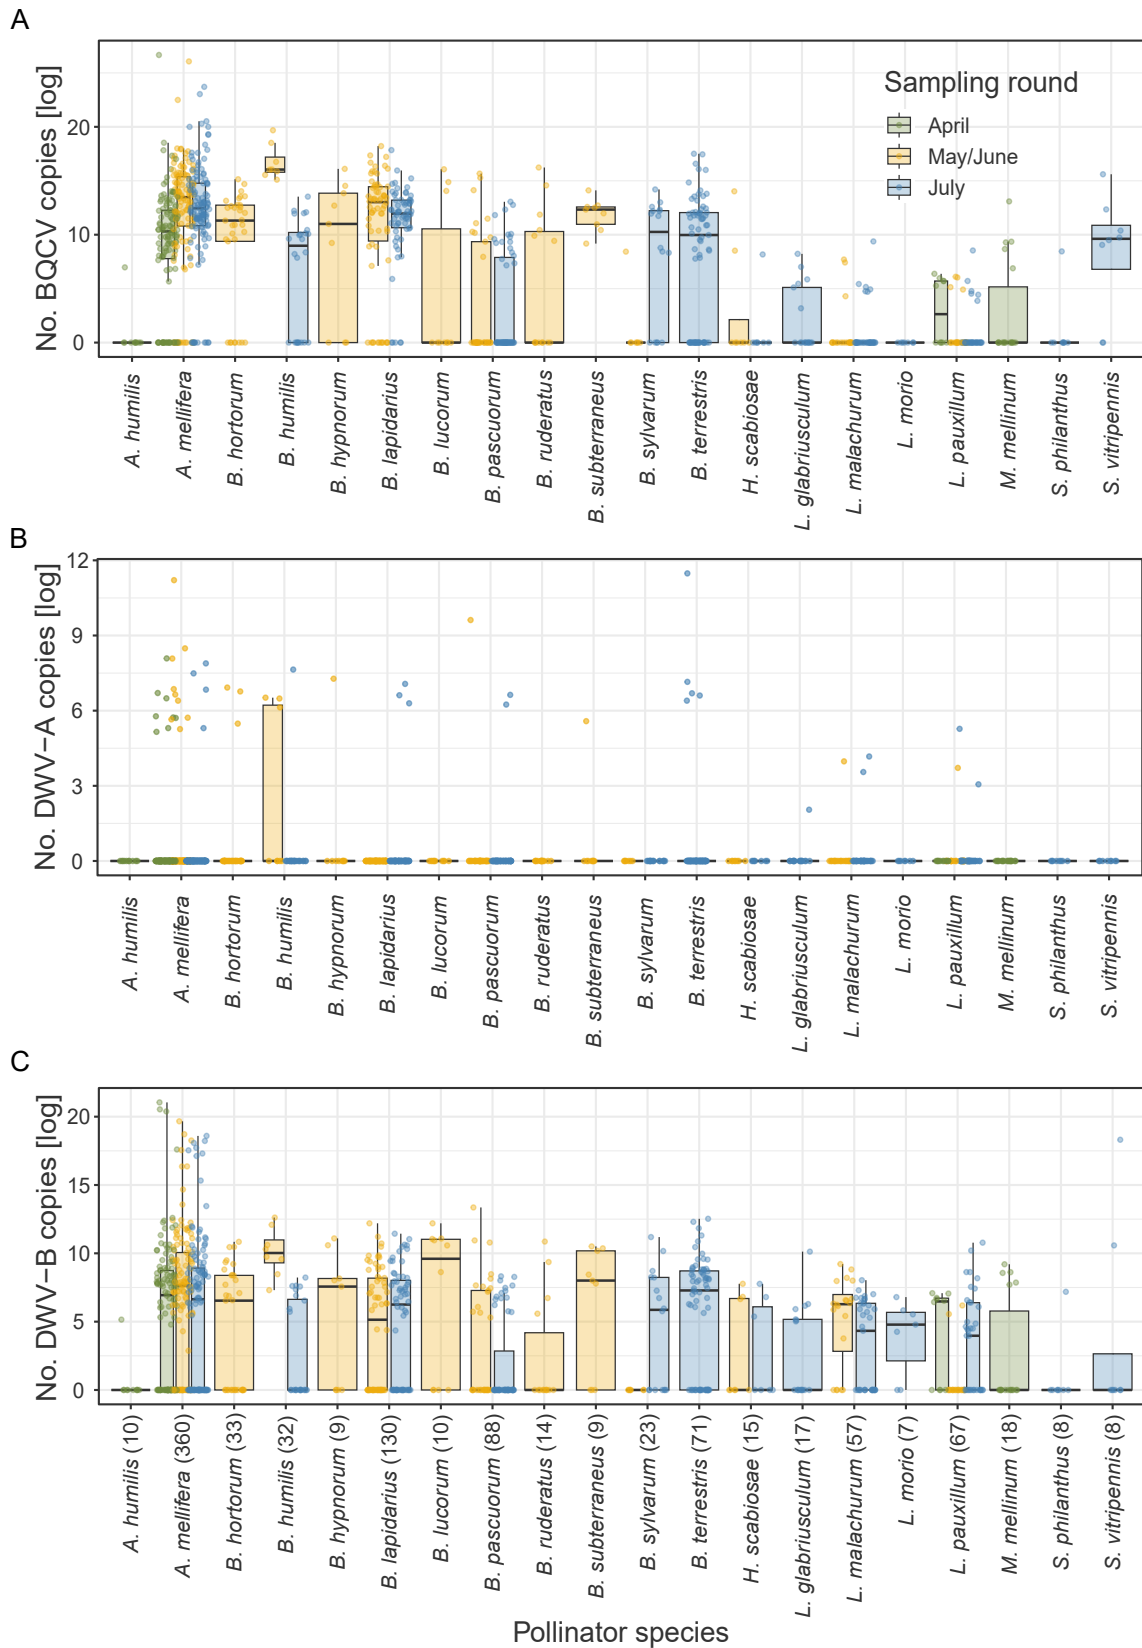 A
No. BQCV copies [log]
20
10
0
Sampling round
April
May/June
July
A. humilis
A. mellifera
B. hortorum
B. humilis
B. hypnorum
B. lapidarius
B. lucorum
B. pascuorum
B. ruderatus
B. subterraneus
B. sylvarum
B. terrestris
H. scabiosae
L. glabriusculum
L. malachurum
L. morio
L. pauxillum
M. mellinum
S. philanthus
S. vitripennis
B
No. DWV−A copies [log]
12
9
6
3
0
A. humilis
A. mellifera
B. hortorum
B. humilis
B. hypnorum
B. lapidarius
B. lucorum
B. pascuorum
B. ruderatus
B. subterraneus
B. sylvarum
B. terrestris
H. scabiosae
L. glabriusculum
L. malachurum
L. morio
L. pauxillum
M. mellinum
S. philanthus
S. vitripennis
C
No. DWV−B copies [log]
20
15
10
5
0
A. humilis (10)
A. mellifera (360)
B. hortorum (33)
B. humilis (32)
B. hypnorum (9)
B. lapidarius (130)
B. lucorum (10)
B. pascuorum (88)
B. ruderatus (14)
B. subterraneus (9)
B. sylvarum (23)
B. terrestris (71)
H. scabiosae (15)
L. glabriusculum (17)
L. malachurum (57)
L. morio (7)
L. pauxillum (67)
M. mellinum (18)
S. philanthus (8)
S. vitripennis (8)
Pollinator species